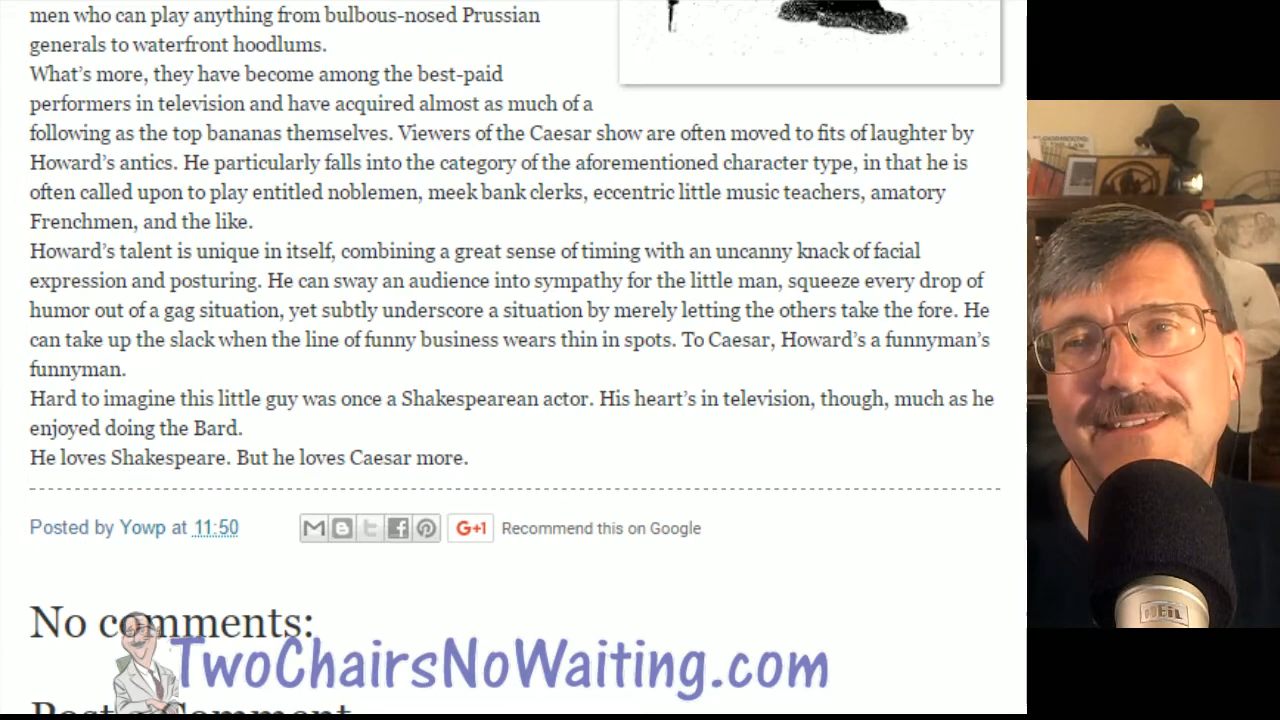 men who can play anything from bulbous-nosed Prussian
generals to waterfront hoodlums.
What’s more, they have become among the best-paid
performers in television and have acquired almost as much of a
following as the top bananas themselves. Viewers of the Caesar show are often moved to fits of laughter by
Howard’s antics. He particularly falls into the category of the aforementioned character type, in that he is
often called upon to play entitled noblemen, meek bank clerks, eccentric little music teachers, amatory
Frenchmen, and the like.
Howard’s talent is unique in itself, combining a great sense of timing with an uncanny knack of facial
expression and posturing. He can sway an audience into sympathy for the little man, squeeze every drop of
humor out of a gag situation, yet subtly underscore a situation by merely letting the others take the fore. He
can take up the slack when the line of funny business wears thin in spots. To Caesar, Howard’s a funnyman’s
funnyman.
Hard to imagine this little guy was once a Shakespearean actor. His heart’s in television, though, much as he
enjoyed doing the Bard.
He loves Shakespeare. But he loves Caesar more.
Posted by Yowp at 11:50
G+1 Recommend this on Google
No comments:
TwoChairsNoWaiting.com
Post a Comment
HEiL